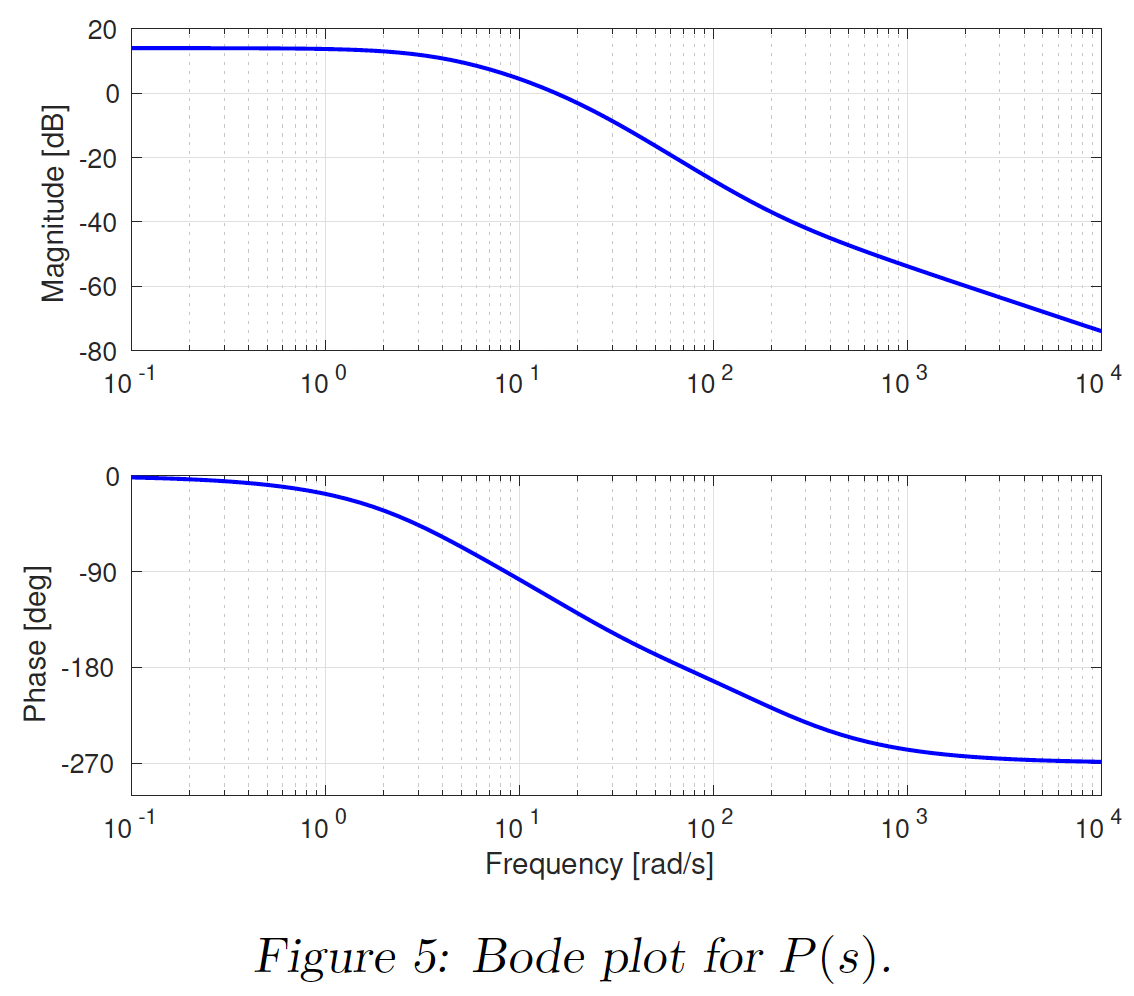 20
0
-20
-40
-60
-80
Magnitude [dB]
10 -1 10 0 10 1 10 2 10 3 10 4
0
-90
-180
-270
Phase [deg]
10 -1 10 0 10 1 10 2 10 3 10 4
Frequency [rad/s]
Figure 5: Bode plot for P(s).